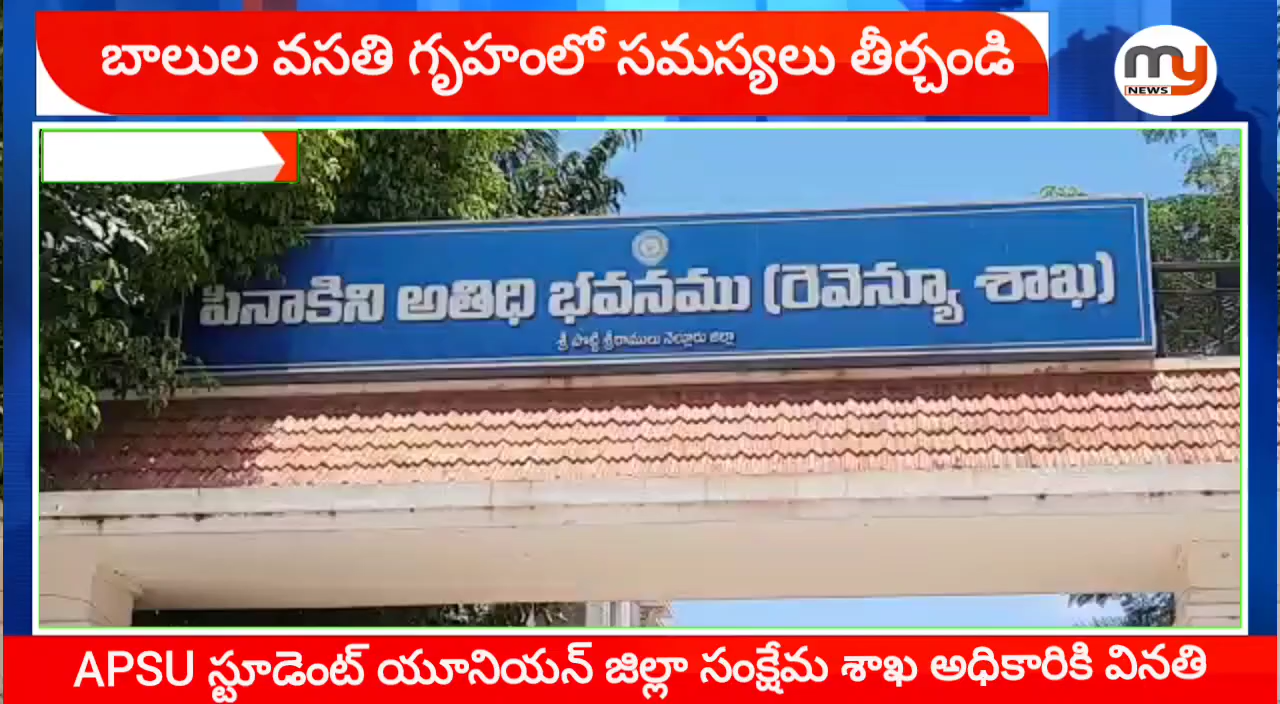 బాలుల వసతి గృహంలో సమస్యలు తీర్చండి
my
NEWS
పినాకిని అతిధి భవనము (రెవెన్యూ శాఖ)
శ్రీ పొట్టి శ్రీరాములు నెల్లూరు జిల్లా
APSU స్టూడెంట్ యూనియన్ జిల్లా సంక్షేమ శాఖ అధికారికి వినతి